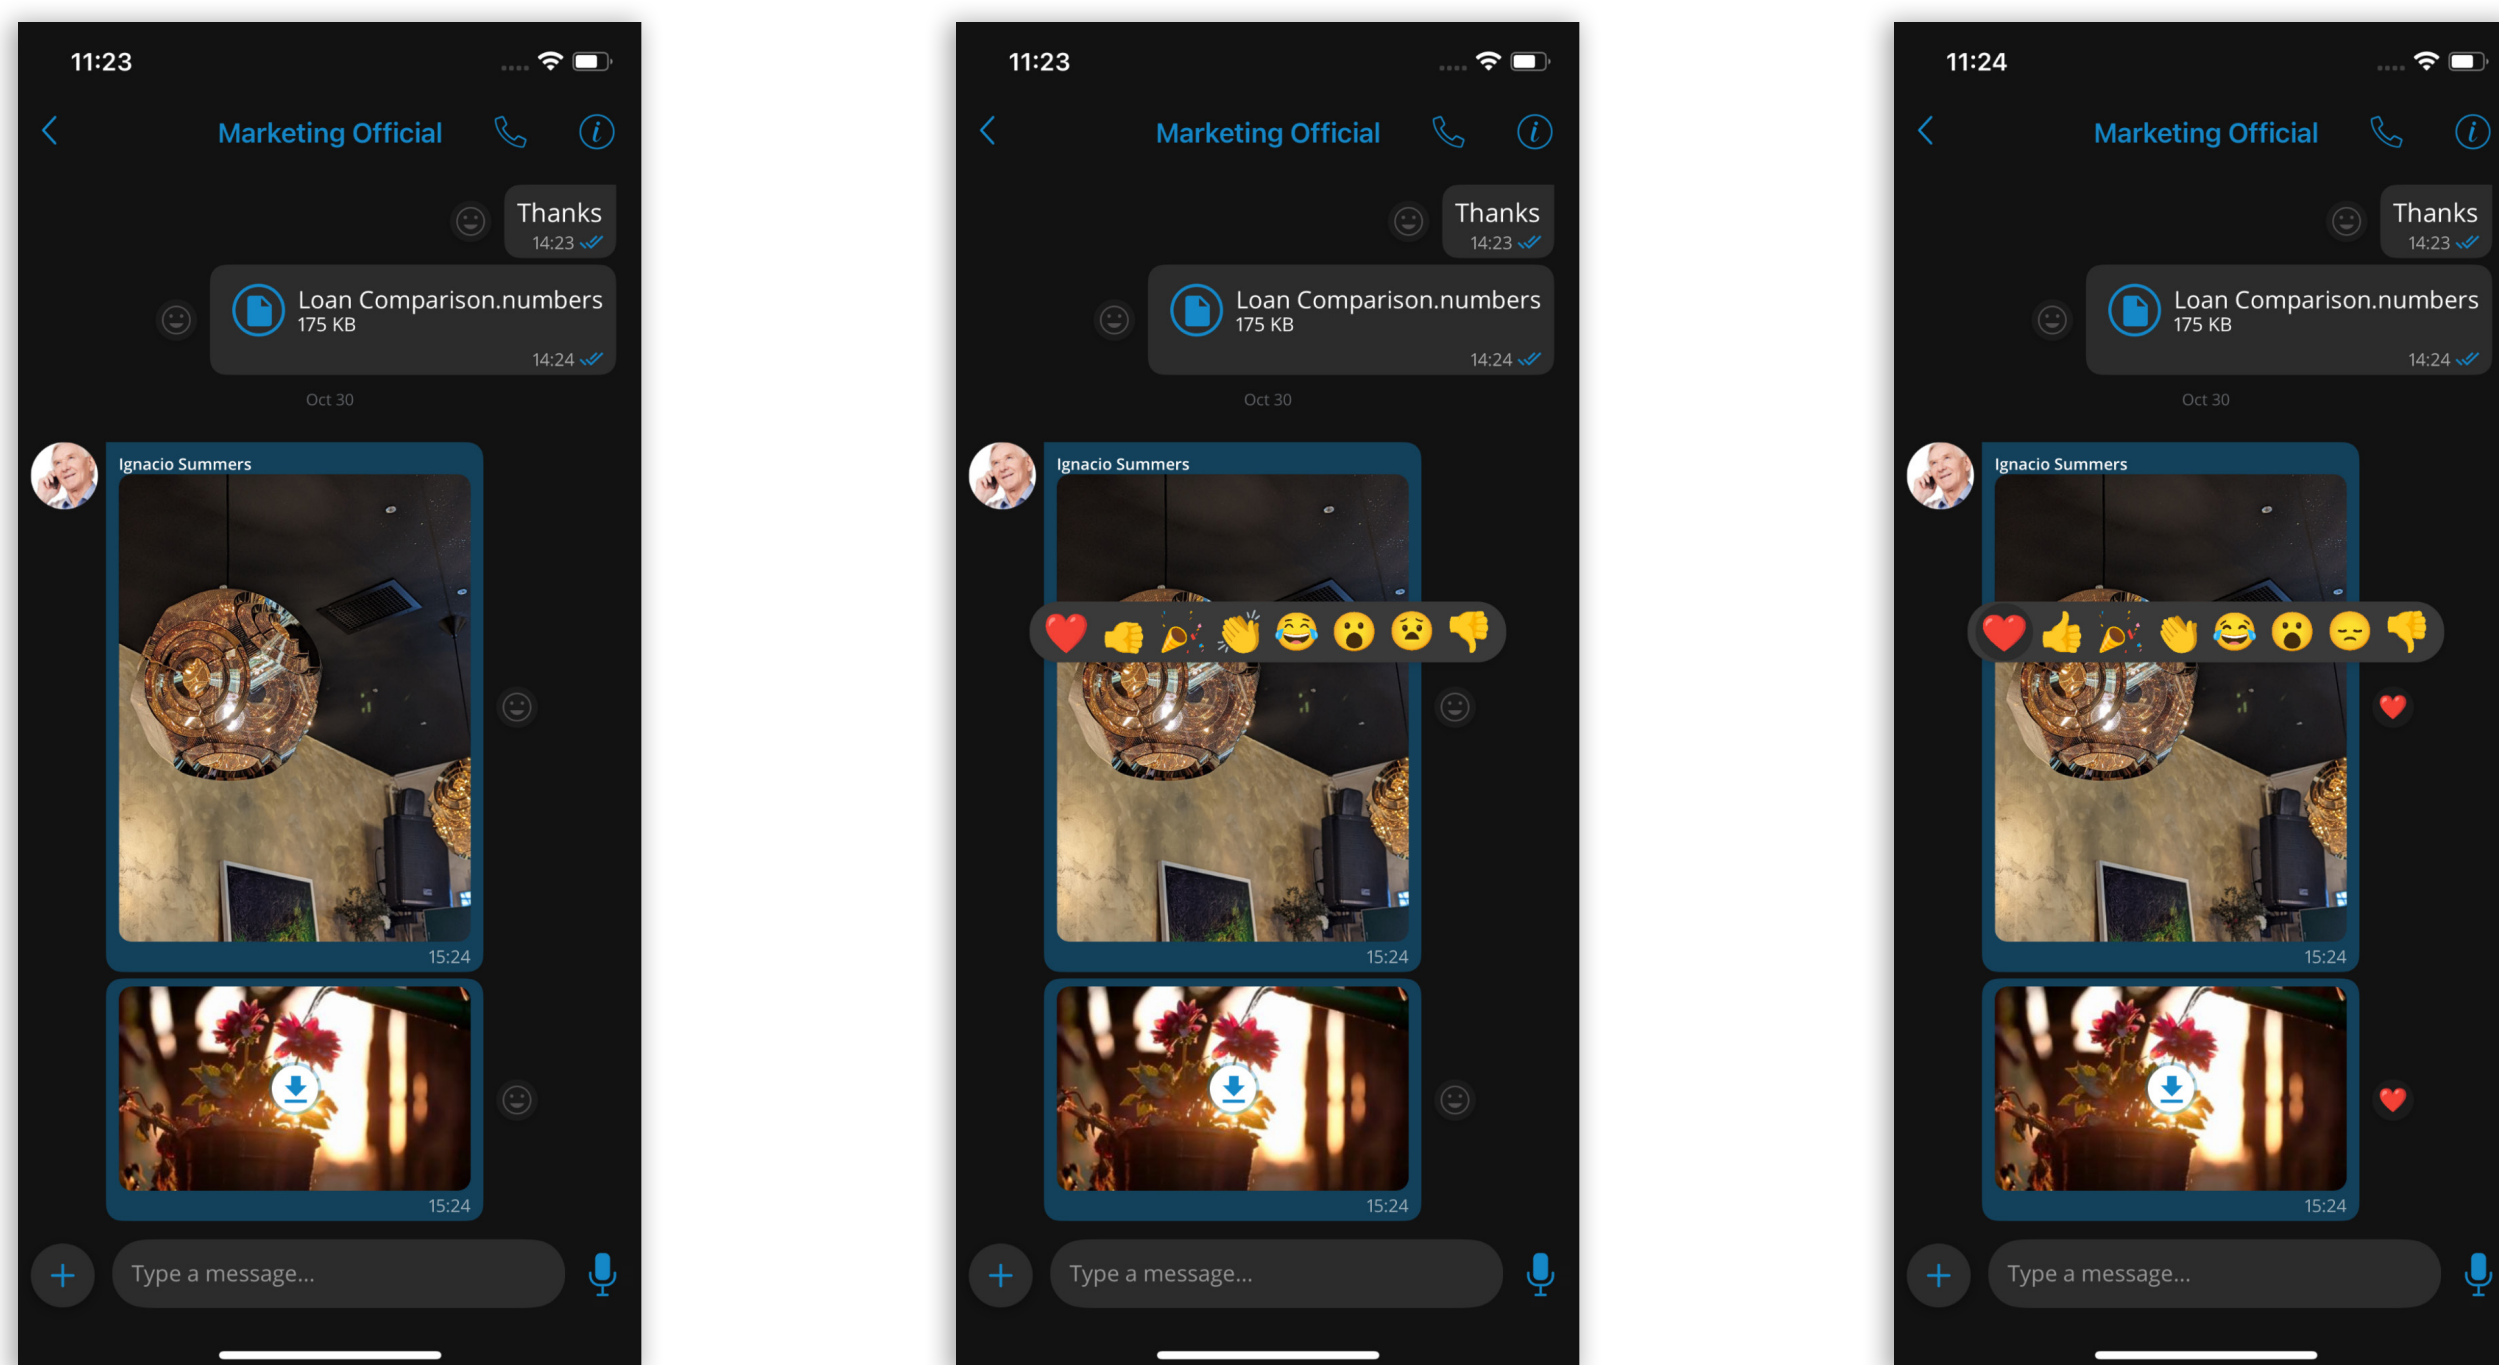 11:23
Marketing Official
Thanks
14:23
Loan Comparison.numbers
175 KB
14:24
Oct 30
Ignacio Summers
15:24
15:24
Type a message...
11:23
Marketing Official
Thanks
14:23
Loan Comparison.numbers
175 KB
14:24
Oct 30
Ignacio Summers
15:24
15:24
Type a message...
11:24
Marketing Official
Thanks
14:23
Loan Comparison.numbers
175 KB
14:24
Oct 30
Ignacio Summers
15:24
15:24
Type a message...